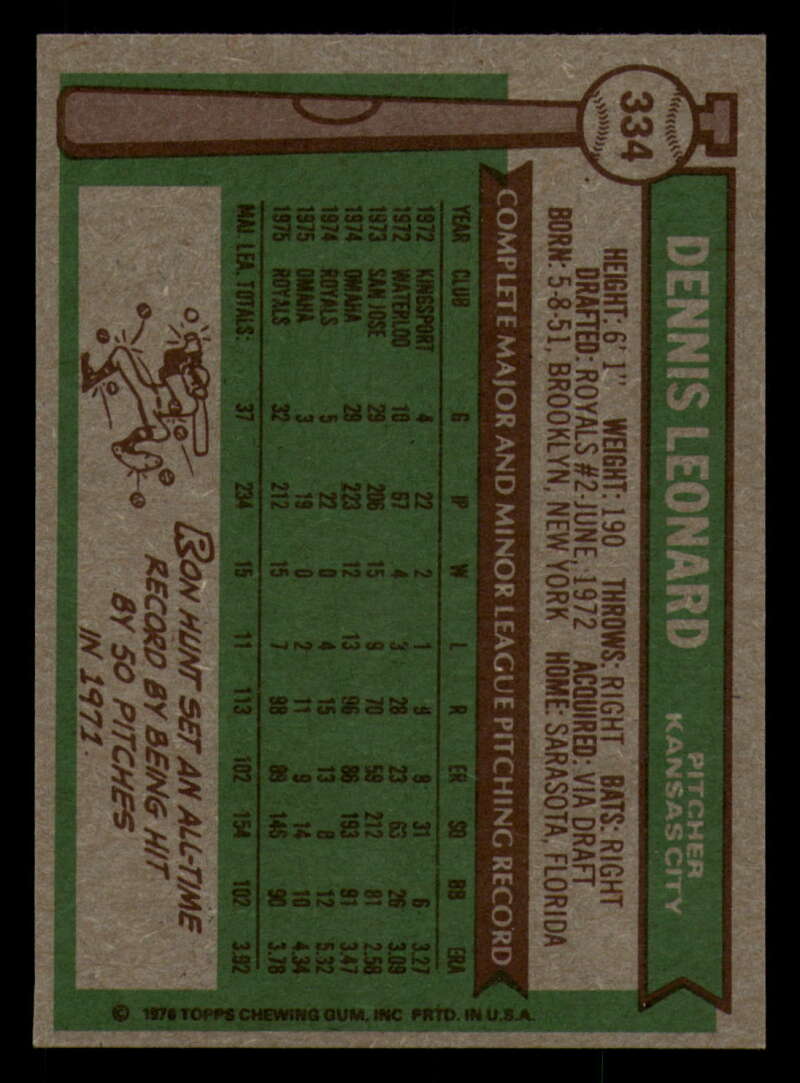 334
DENNIS LEONARD
PITCHER
KANSAS CITY
HEIGHT: 6' 1" WEIGHT: 190 THROWS: RIGHT BATS: RIGHT
DRAFTED: ROYALS #2-JUNE, 1972 ACQUIRED: VIA DRAFT
BORN: 5-8-51, BROOKLYN, NEW YORK HOME: SARASOTA, FLORIDA
COMPLETE MAJOR AND MINOR LEAGUE PITCHING RECORD
YEAR CLUB G IP W L R ER SO BB ERA
1972 KINGSPORT 4 22 2 1 9 8 31 6 3.27
1972 WATERLOO 10 67 4 3 28 23 63 26 3.09
1973 SAN JOSE 29 206 15 9 70 59 212 81 2.58
1974 OMAHA 28 223 12 13 96 86 193 91 3.47
1974 ROYALS 5 22 0 4 15 13 8 12 5.32
1975 OMAHA 3 19 0 2 11 9 14 10 4.34
1975 ROYALS 32 212 15 7 98 89 146 90 3.78
MAJ. LEA. TOTALS: 37 234 15 11 113 102 154 102 3.92
RON HUNT SET AN ALL-TIME
RECORD BY BEING HIT
BY 50 PITCHES
IN 1971.
© 1976 TOPPS CHEWING GUM, INC PRTD. IN U.S.A.